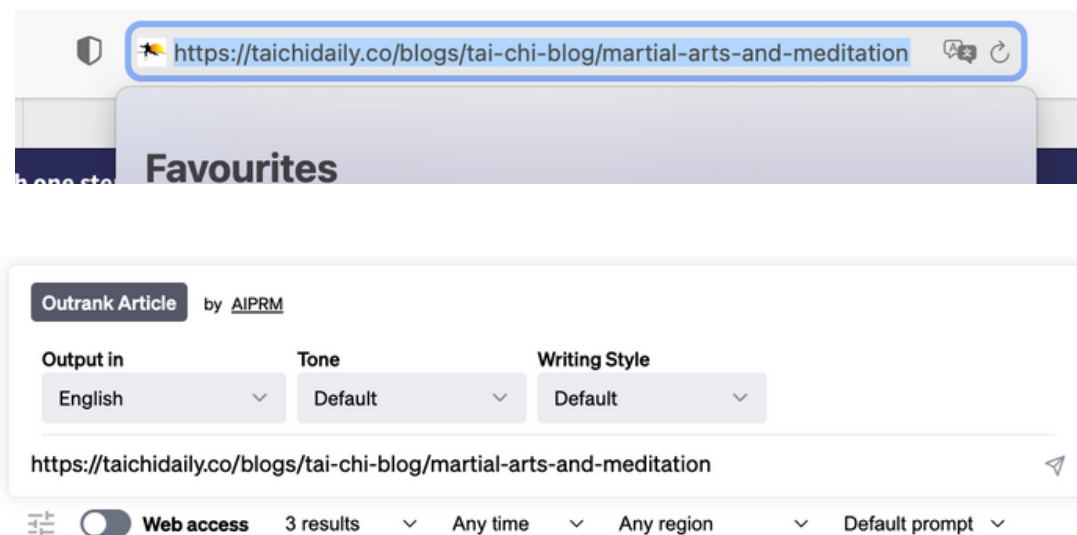 https://taichidaily.co/blogs/tai-chi-blog/martial-arts-and-meditation
Favourites
one
Outrank Article by AIPRM
Output in Tone Writing Style
English Default Default
https://taichidaily.co/blogs/tai-chi-blog/martial-arts-and-meditation
Web access 3 results Any time Any region Default prompt